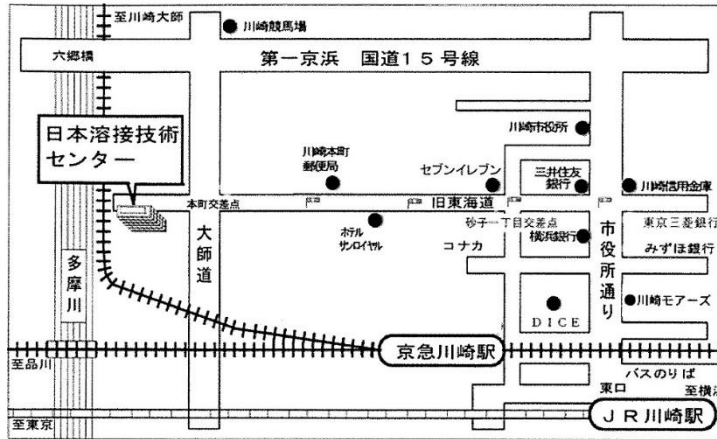 至川崎大師
川崎競馬場
六郷橋
第一京浜 国道15号線
日本溶接技術
センター
川崎市役所
川崎本町
郵便局
セブンイレブン
三井住友
銀行
川崎信用金庫
本町交差点
旧東海道
ホテル
サンロイヤル
砂子一丁目交差点
コナカ
横浜銀行
東京三菱銀行
みずほ銀行
大師道
市役所通り
多摩川
DICE
川崎モアーズ
京急川崎駅
至品川
バスのりば
東口
至横浜
JR川崎駅
至東京